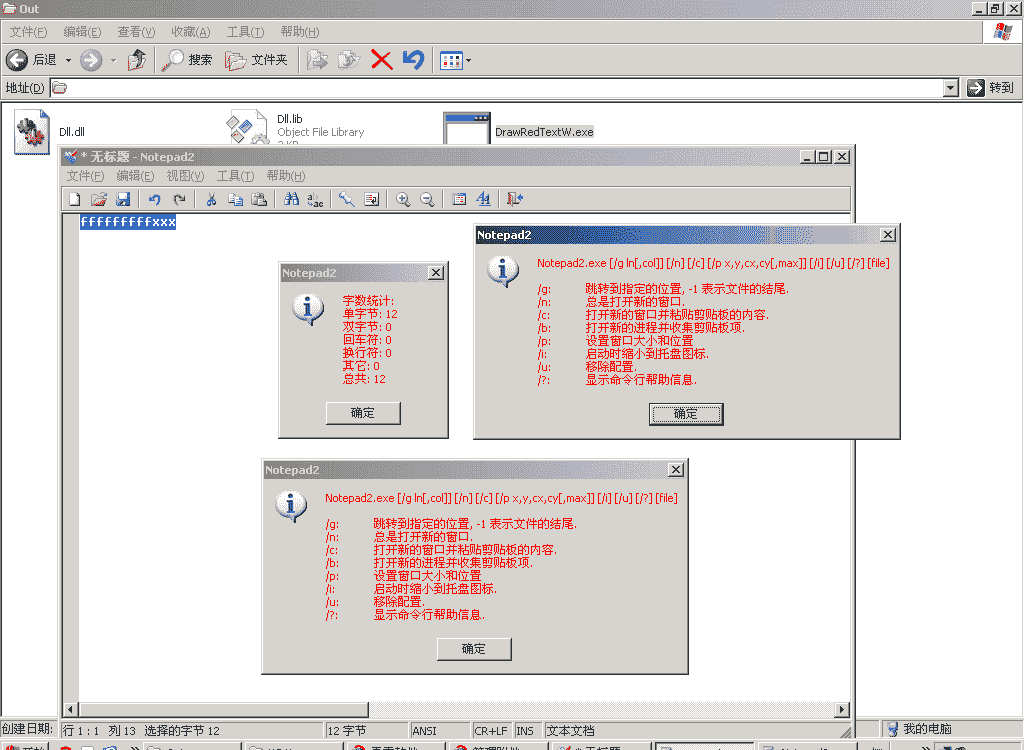 Out
文件(F) 编辑(E) 查看(V) 收藏(A) 工具(T) 帮助(H)
后退 搜索 文件夹
地址(D) 转到
Dll.dll
Dll.lib
Object File Library
DrawRedTextW.exe
* 无标题 - Notepad2
文件(F) 编辑(E) 视图(V) 工具(T) 帮助(H)
fffffffffxxx
Notepad2
字数统计:
单字节: 12
双字节: 0
回车符: 0
换行符: 0
其它: 0
总共: 12
确定
Notepad2
Notepad2.exe [/g ln[,col]] [/n] [/c] [/p x,y,cx,cy[,max]] [/i] [/u] [/?] [file]
/g: 跳转到指定的位置, -1 表示文件的结尾.
/n: 总是打开新的窗口.
/c: 打开新的窗口并粘贴剪贴板的内容.
/b: 打开新的进程并收集剪贴板项.
/p: 设置窗口大小和位置
/i: 启动时缩小到托盘图标.
/u: 移除配置.
/?: 显示命令行帮助信息.
确定
Notepad2
Notepad2.exe [/g ln[,col]] [/n] [/c] [/p x,y,cx,cy[,max]] [/i] [/u] [/?] [file]
/g: 跳转到指定的位置, -1 表示文件的结尾.
/n: 总是打开新的窗口.
/c: 打开新的窗口并粘贴剪贴板的内容.
/b: 打开新的进程并收集剪贴板项.
/p: 设置窗口大小和位置
/i: 启动时缩小到托盘图标.
/u: 移除配置.
/?: 显示命令行帮助信息.
确定
创建日期:
行 1 : 1 列 13 选择的字节 12 12 字节 ANSI CR+LF INS 文本文档
我的电脑